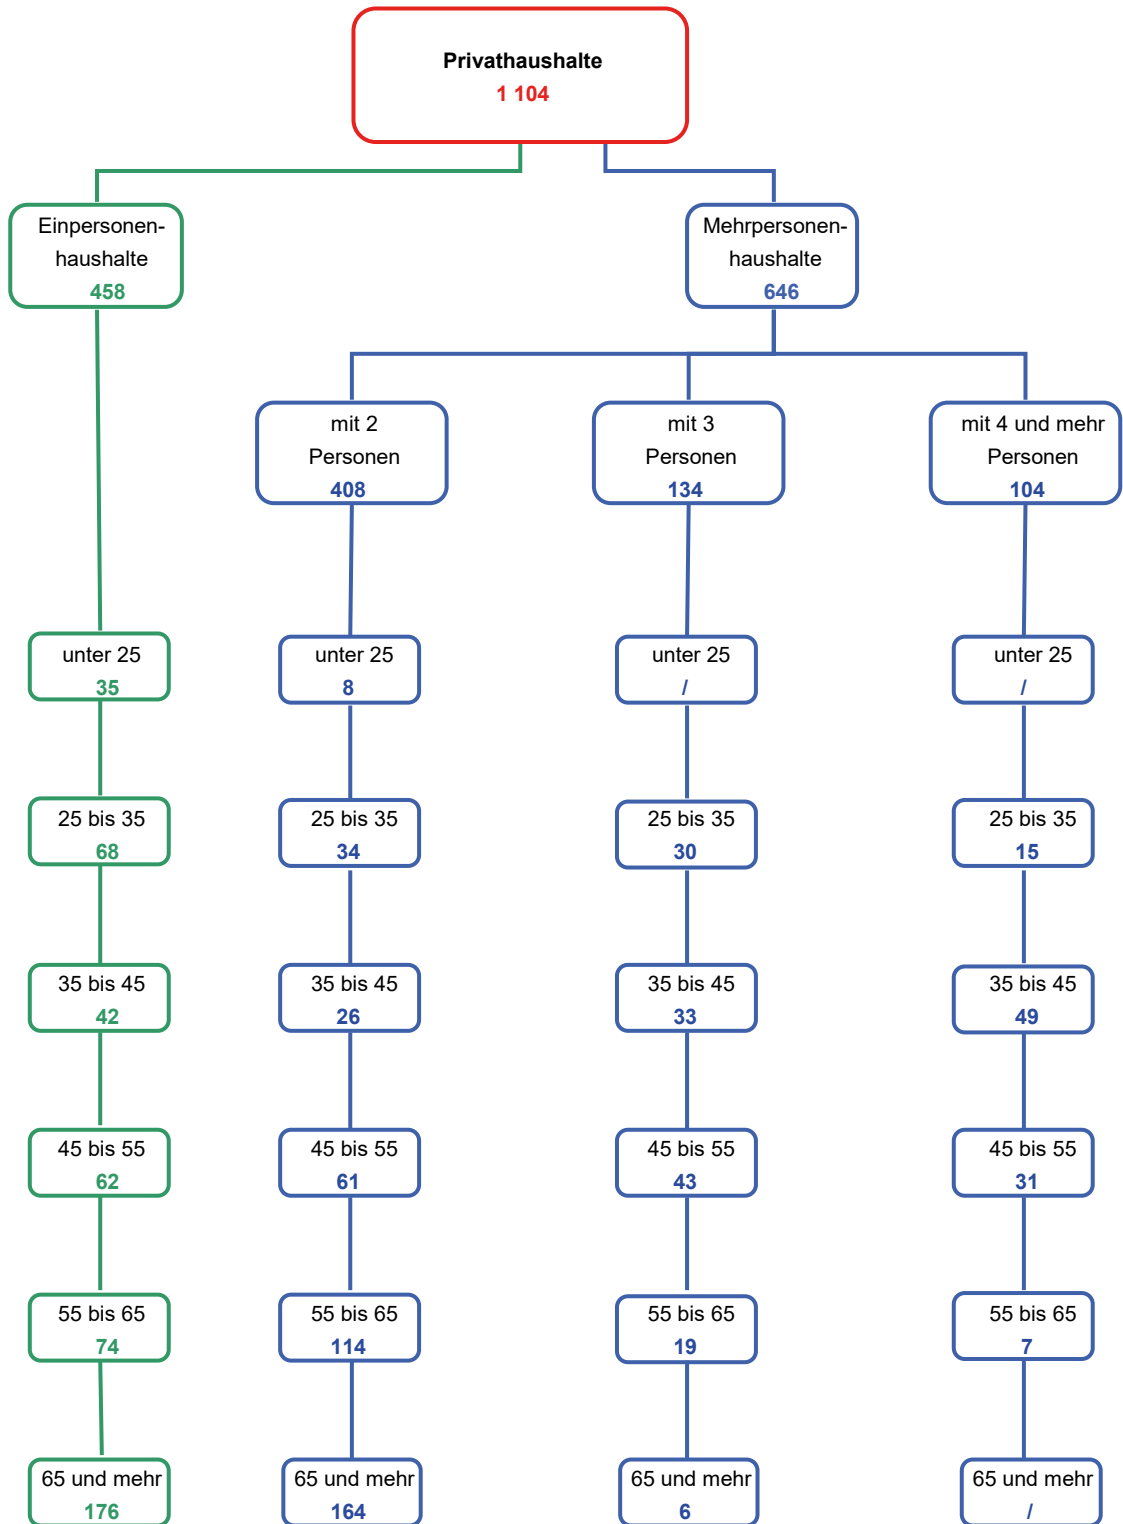 Privathaushalte
1 104
Einpersonen-
haushalte
458
Mehrpersonen-
haushalte
646
mit 2
Personen
408
mit 3
Personen
134
mit 4 und mehr
Personen
104
unter 25
35
unter 25
8
unter 25
/
unter 25
/
25 bis 35
68
25 bis 35
34
25 bis 35
30
25 bis 35
15
35 bis 45
42
35 bis 45
26
35 bis 45
33
35 bis 45
49
45 bis 55
62
45 bis 55
61
45 bis 55
43
45 bis 55
31
55 bis 65
74
55 bis 65
114
55 bis 65
19
55 bis 65
7
65 und mehr
176
65 und mehr
164
65 und mehr
6
65 und mehr
/